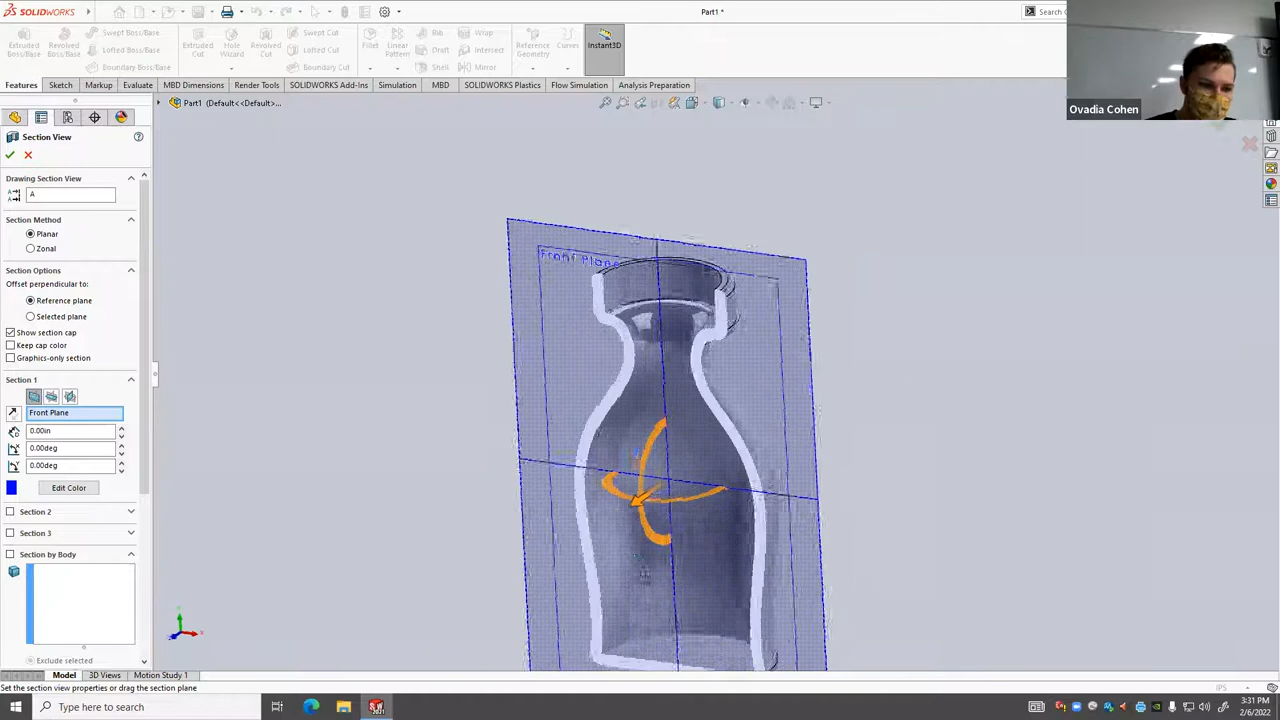 SOLIDWORKS
Part1 *
Search
Extruded Boss/Base
Revolved Boss/Base
Swept Boss/Base
Lofted Boss/Base
Boundary Boss/Base
Extruded Cut
Hole Wizard
Revolved Cut
Swept Cut
Lofted Cut
Boundary Cut
Fillet
Linear Pattern
Rib
Draft
Shell
Wrap
Intersect
Mirror
Reference Geometry
Curves
Instant3D
Features
Sketch
Markup
Evaluate
MBD Dimensions
Render Tools
SOLIDWORKS Add-Ins
Simulation
MBD
SOLIDWORKS Plastics
Flow Simulation
Analysis Preparation
Ovadia Cohen
Part1 (Default<<Default>...
Section View
Drawing Section View
A
Section Method
Planar
Zonal
Section Options
Offset perpendicular to:
Reference plane
Selected plane
Show section cap
Keep cap color
Graphics-only section
Section 1
Front Plane
0.00in
0.00deg
0.00deg
Edit Color
Section 2
Section 3
Section by Body
Exclude selected
Front Plane
Model
3D Views
Motion Study 1
Set the section view properties or drag the section plane
IPS
Type here to search
3:31 PM
2/6/2022